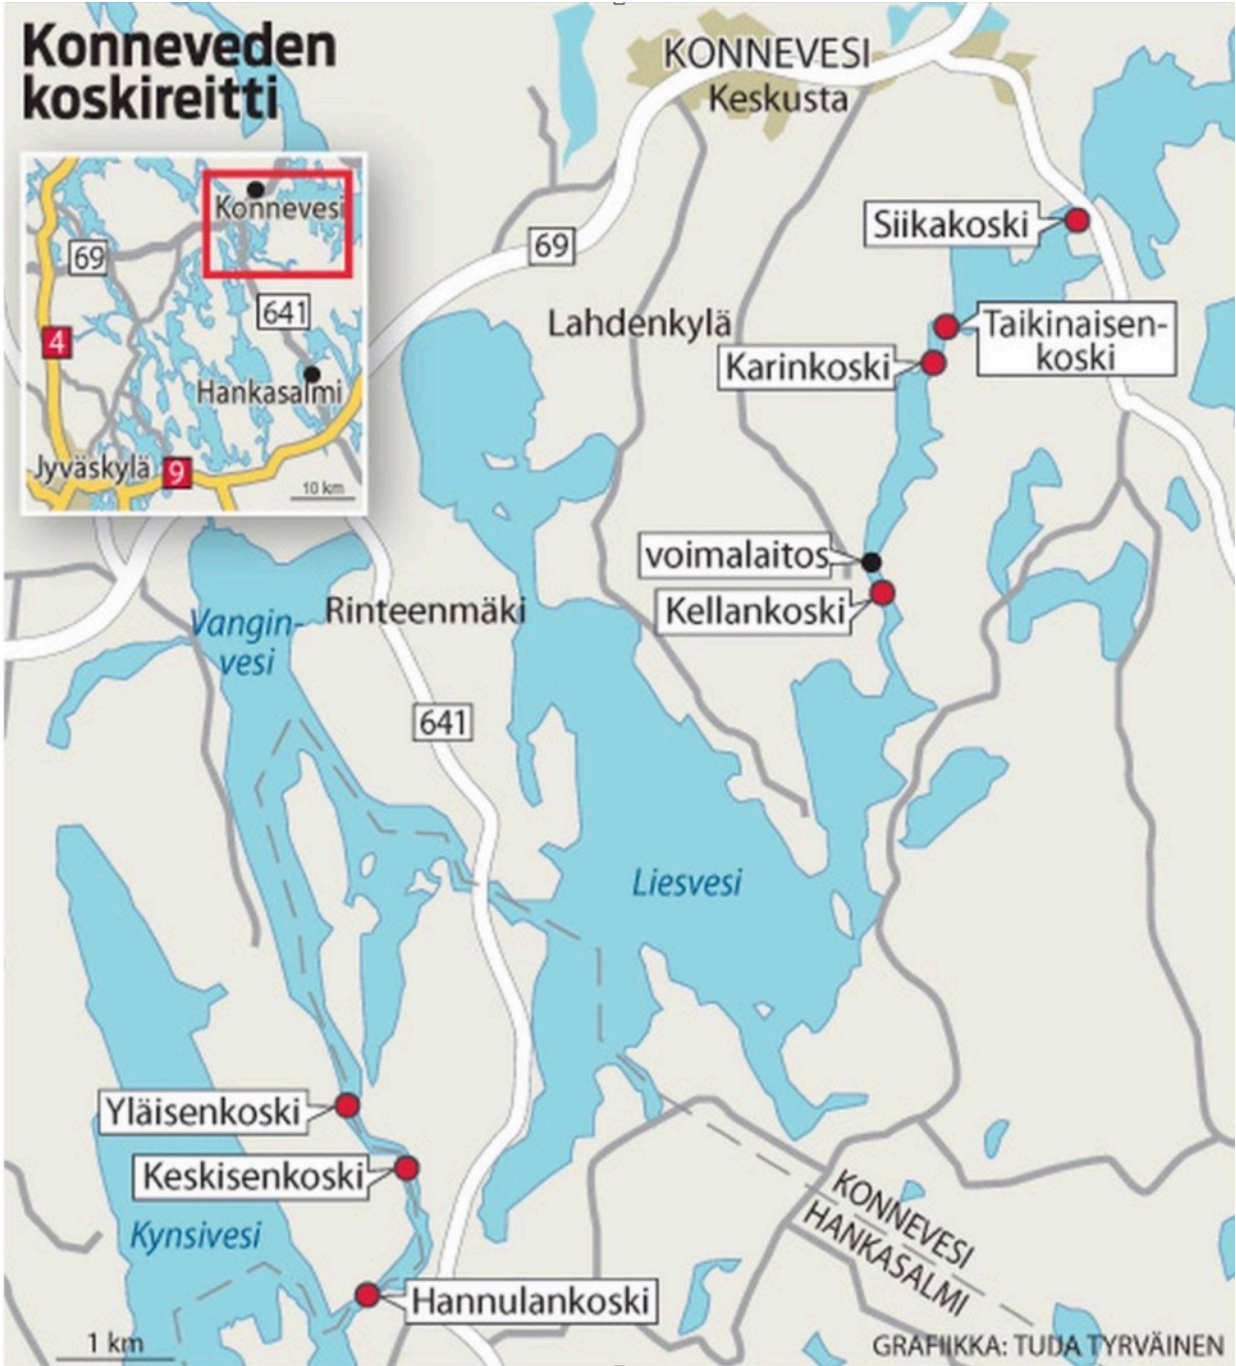 Konneveden
koskireitti
KONNEVESI
Keskusta
Konnevesi
69
641
4
Hankasalmi
Jyväskylä
9
10 km
69
Siikakoski
Lahdenkylä
Taikinaisen-
koski
Karinkoski
voimalaitos
Kellankoski
Vangin-
vesi
Rinteenmäki
641
Liesvesi
Yläisenkoski
Keskisenkoski
Kynsivesi
KONNEVESI
HANKASALMI
Hannulankoski
1 km
GRAFIIKKA: TUIJA TYRVÄINEN